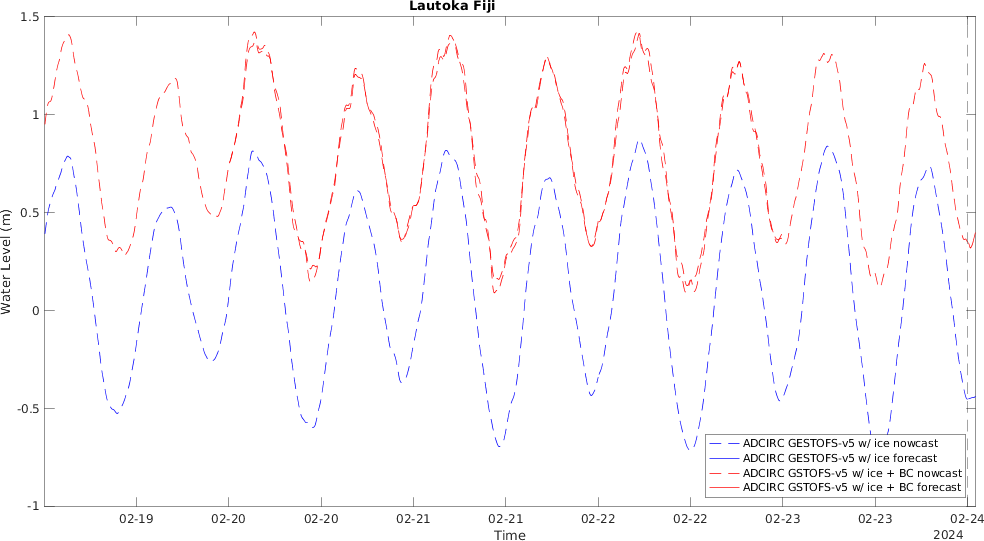 Lautoka Fiji
1.5
1
0.5
0
-0.5
-1
Water Level (m)
ADCIRC GESTOFS-v5 w/ ice nowcast
ADCIRC GESTOFS-v5 w/ ice forecast
ADCIRC GSTOFS-v5 w/ ice + BC nowcast
ADCIRC GSTOFS-v5 w/ ice + BC forecast
02-19 02-20 02-20 02-21 02-21 02-22 02-22 02-23 02-23 02-24
Time
2024